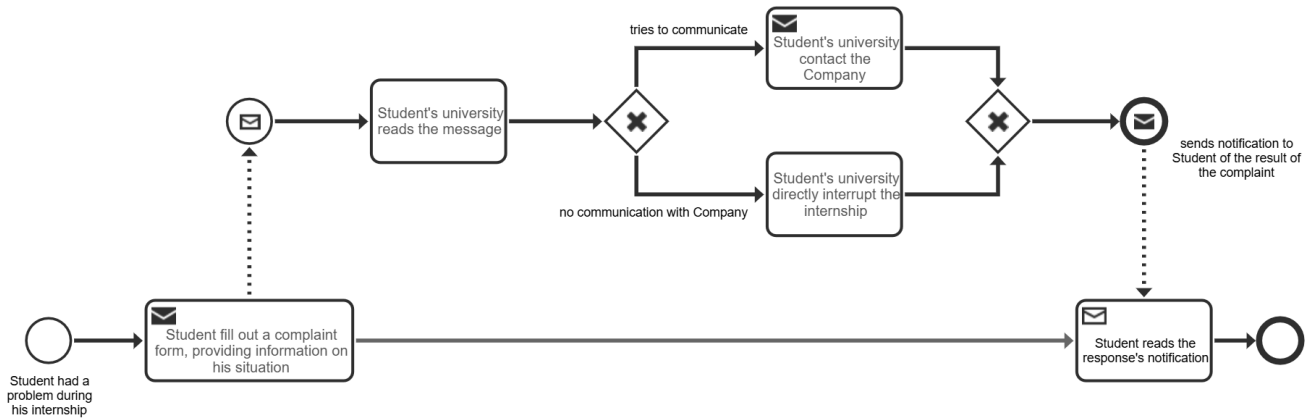 tries to communicate
Student's university
contact the
Company
Student's university
reads the message
sends notification to
Student of the result of
the complaint
Student's university
directly interrupt the
internship
no communication with Company
Student fill out a complaint
form, providing information on
his situation
Student reads the
response's notification
Student had a
problem during
his internship